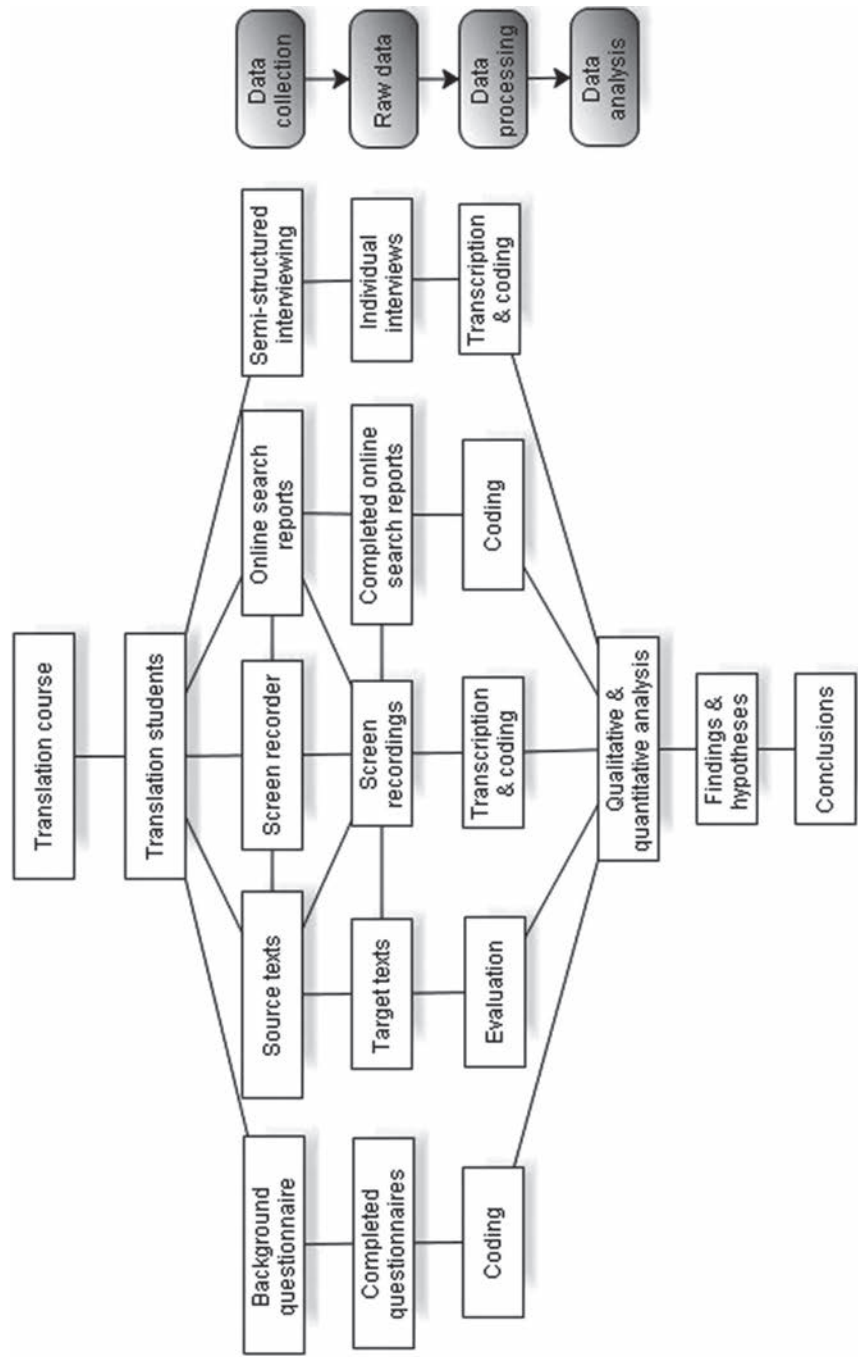 Translation course
Translation students
Background
questionnaire
Source texts
Screen recorder
Online search
reports
Semi-structured
interviewing
Data
collection
Completed
questionnaires
Target texts
Screen
recordings
Completed online
search reports
Individual
interviews
Raw data
Coding
Evaluation
Transcription
& coding
Coding
Transcription
& coding
Data
processing
Qualitative &
quantitative analysis
Data
analysis
Findings &
hypotheses
Conclusions